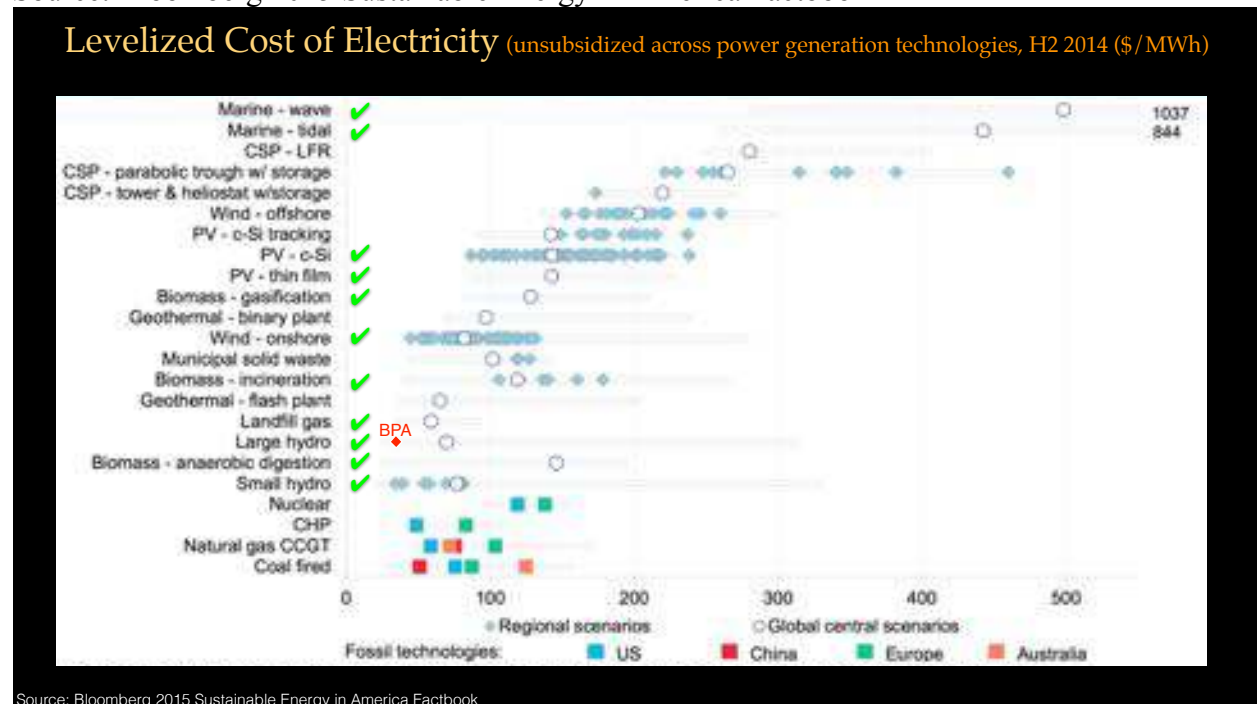 Levelized Cost of Electricity (unsubsidized across power generation technologies, H2 2014 ($/MWh)
Marine - wave ✔ 1037
Marine - tidal ✔ 844
CSP - LFR
CSP - parabolic trough w/ storage
CSP - tower & heliostat w/storage
Wind - offshore
PV - c-Si tracking
PV - c-Si ✔
PV - thin film ✔
Biomass - gasification ✔
Geothermal - binary plant
Wind - onshore ✔
Municipal solid waste
Biomass - incineration ✔
Geothermal - flash plant
Landfill gas ✔
BPA
Large hydro ✔
Biomass - anaerobic digestion ✔
Small hydro ✔
Nuclear
CHP
Natural gas CCGT
Coal fired
0 100 200 300 400 500
Regional scenarios Global central scenarios
Fossil technologies: US China Europe Australia
Source: Bloomberg 2015 Sustainable Energy in America Factbook